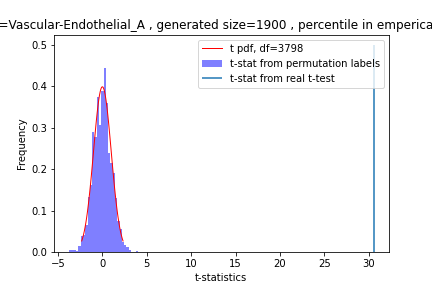 =Vascular-Endothelial_A , generated size=1900 , percentile in emperica
t pdf, df=3798
t-stat from permutation labels
t-stat from real t-test
Frequency
0.5
0.4
0.3
0.2
0.1
0.0
−5 0 5 10 15 20 25 30
t-statistics